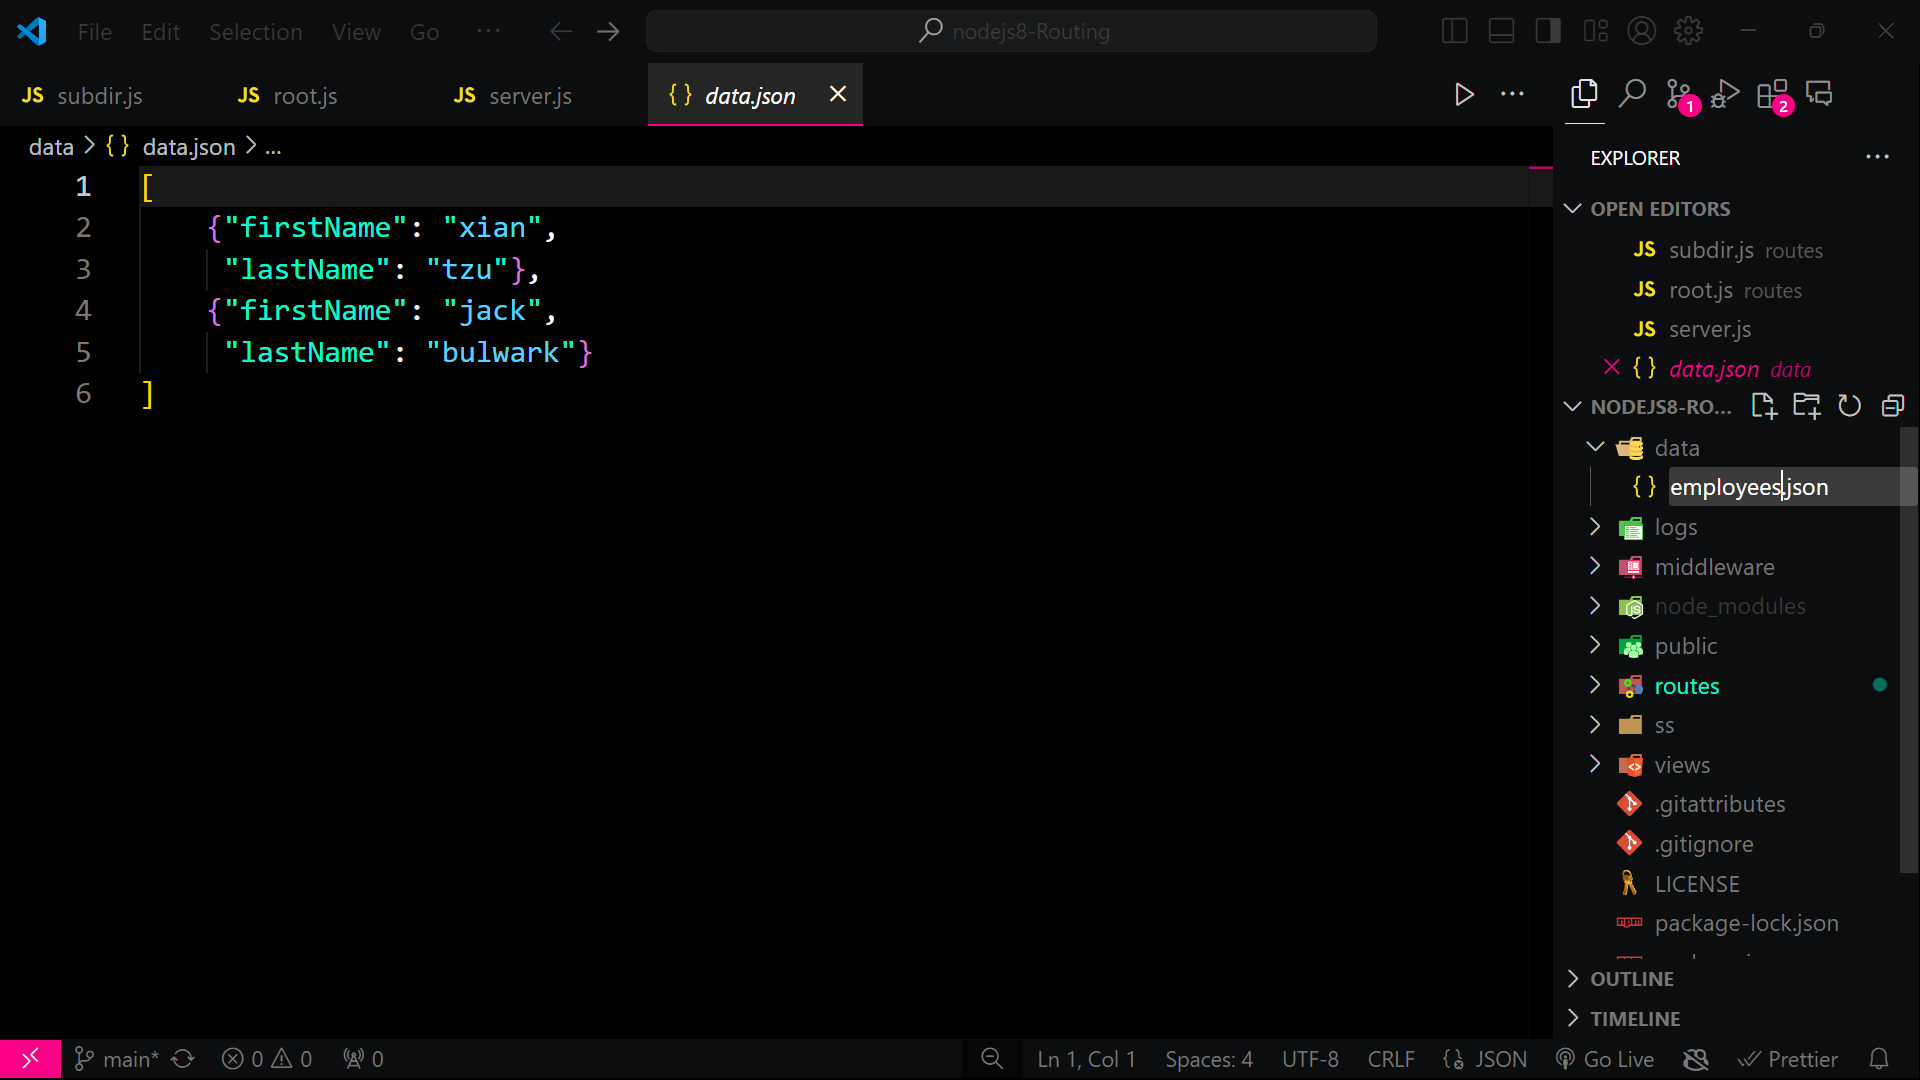 File Edit Selection View Go ··· nodejs8-Routing
JS subdir.js JS root.js JS server.js {} data.json
data > {} data.json > ...
1 [
2 {"firstName": "xian",
3 "lastName": "tzu"},
4 {"firstName": "jack",
5 "lastName": "bulwark"}
6 ]
1 2
EXPLORER
OPEN EDITORS
JS subdir.js routes
JS root.js routes
JS server.js
{} data.json data
NODEJS8-RO...
data
{} employees.json
logs
middleware
node_modules
public
routes
ss
views
.gitattributes
.gitignore
LICENSE
package-lock.json
OUTLINE
TIMELINE
main* 0 0 0 Ln 1, Col 1 Spaces: 4 UTF-8 CRLF {} JSON Go Live Prettier